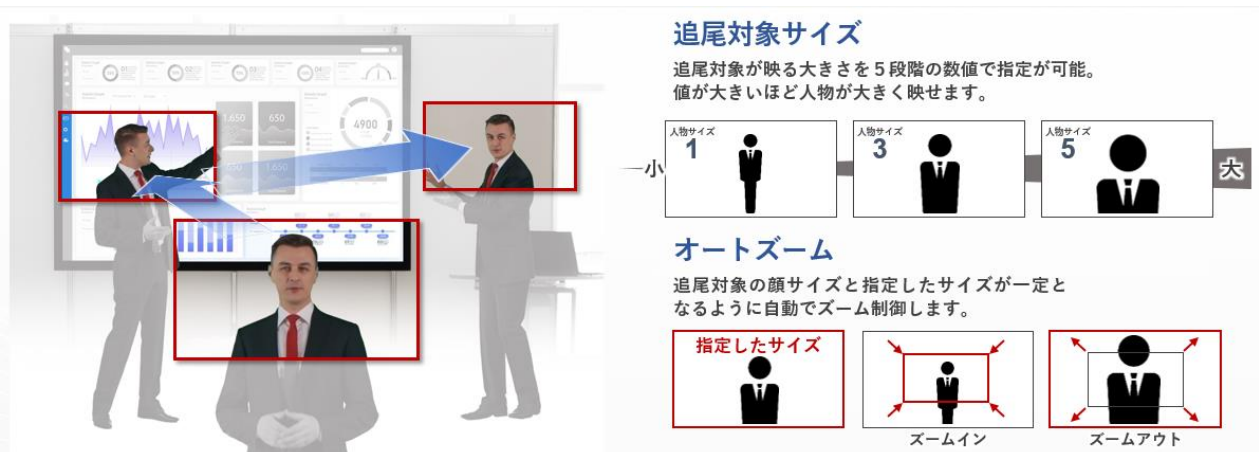 追尾対象サイズ
追尾対象が映る大きさを5段階の数値で指定が可能。
値が大きいほど人物が大きく映せます。
小
人物サイズ
1
人物サイズ
3
人物サイズ
5
大
オートズーム
追尾対象の顔サイズと指定したサイズが一定と
なるように自動でズーム制御します。
指定したサイズ
ズームイン
ズームアウト
1,650
650
4900
1,650